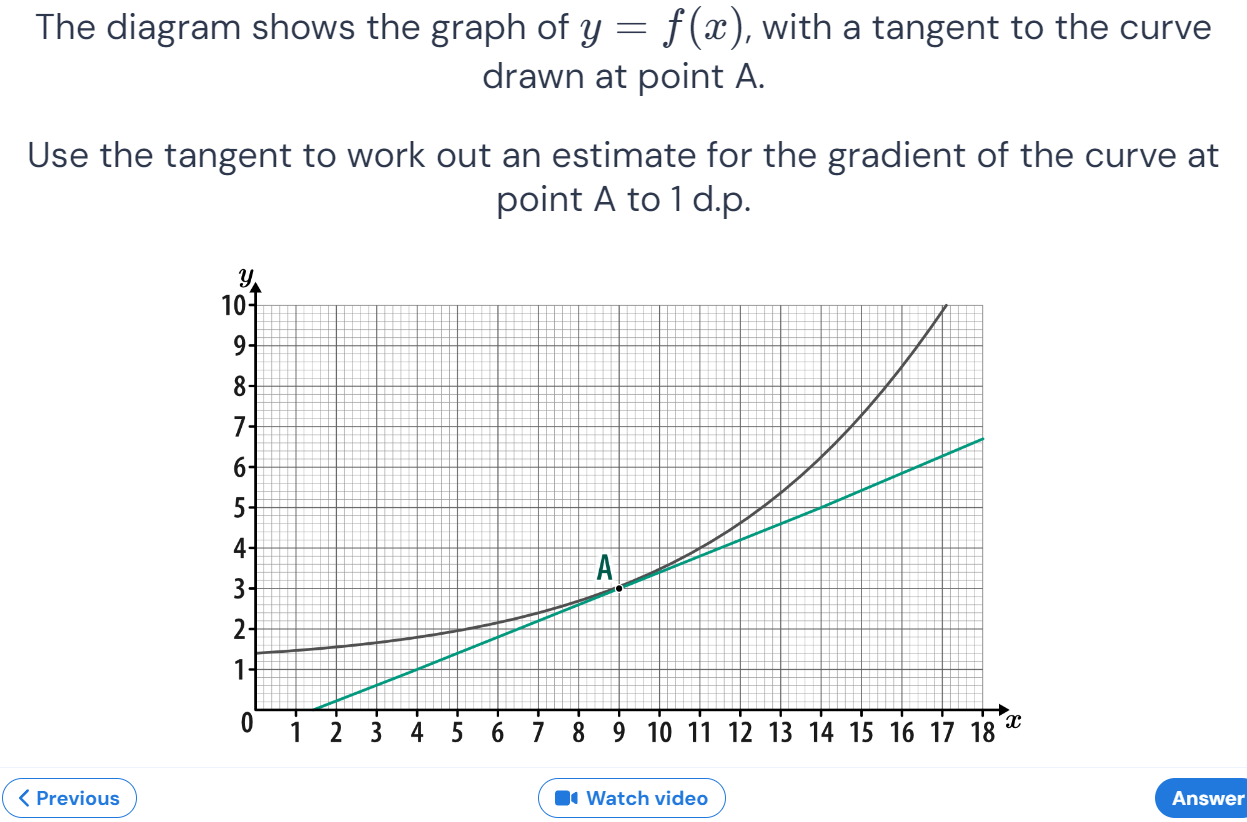 The diagram shows the graph of y = f(x), with a tangent to the curve
drawn at point A.
Use the tangent to work out an estimate for the gradient of the curve at
point A to 1 d.p.
y
10
9
8
7
6
5
4
A
3
2
1
0
1 2 3 4 5 6 7 8 9 10 11 12 13 14 15 16 17 18 x
Previous
Watch video
Answer